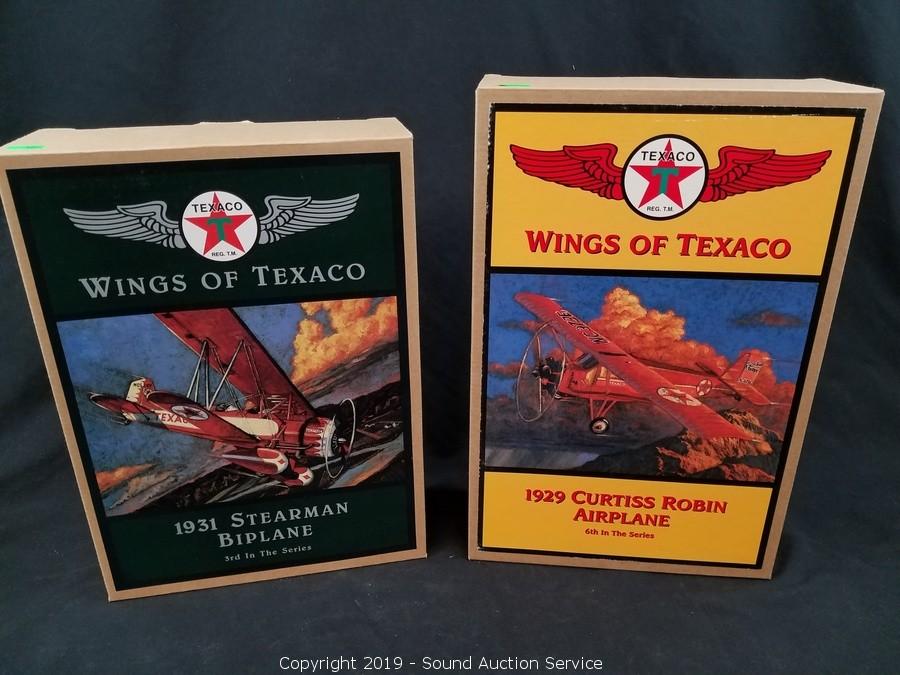 TEXACO
T
REG. T.M.
WINGS OF TEXACO
TEXACO
1931 STEARMAN
BIPLANE
3rd In The Series
TEXACO
T
REG. T.M.
WINGS OF TEXACO
1929 CURTISS ROBIN
AIRPLANE
6th In The Series
Copyright 2019 - Sound Auction Service